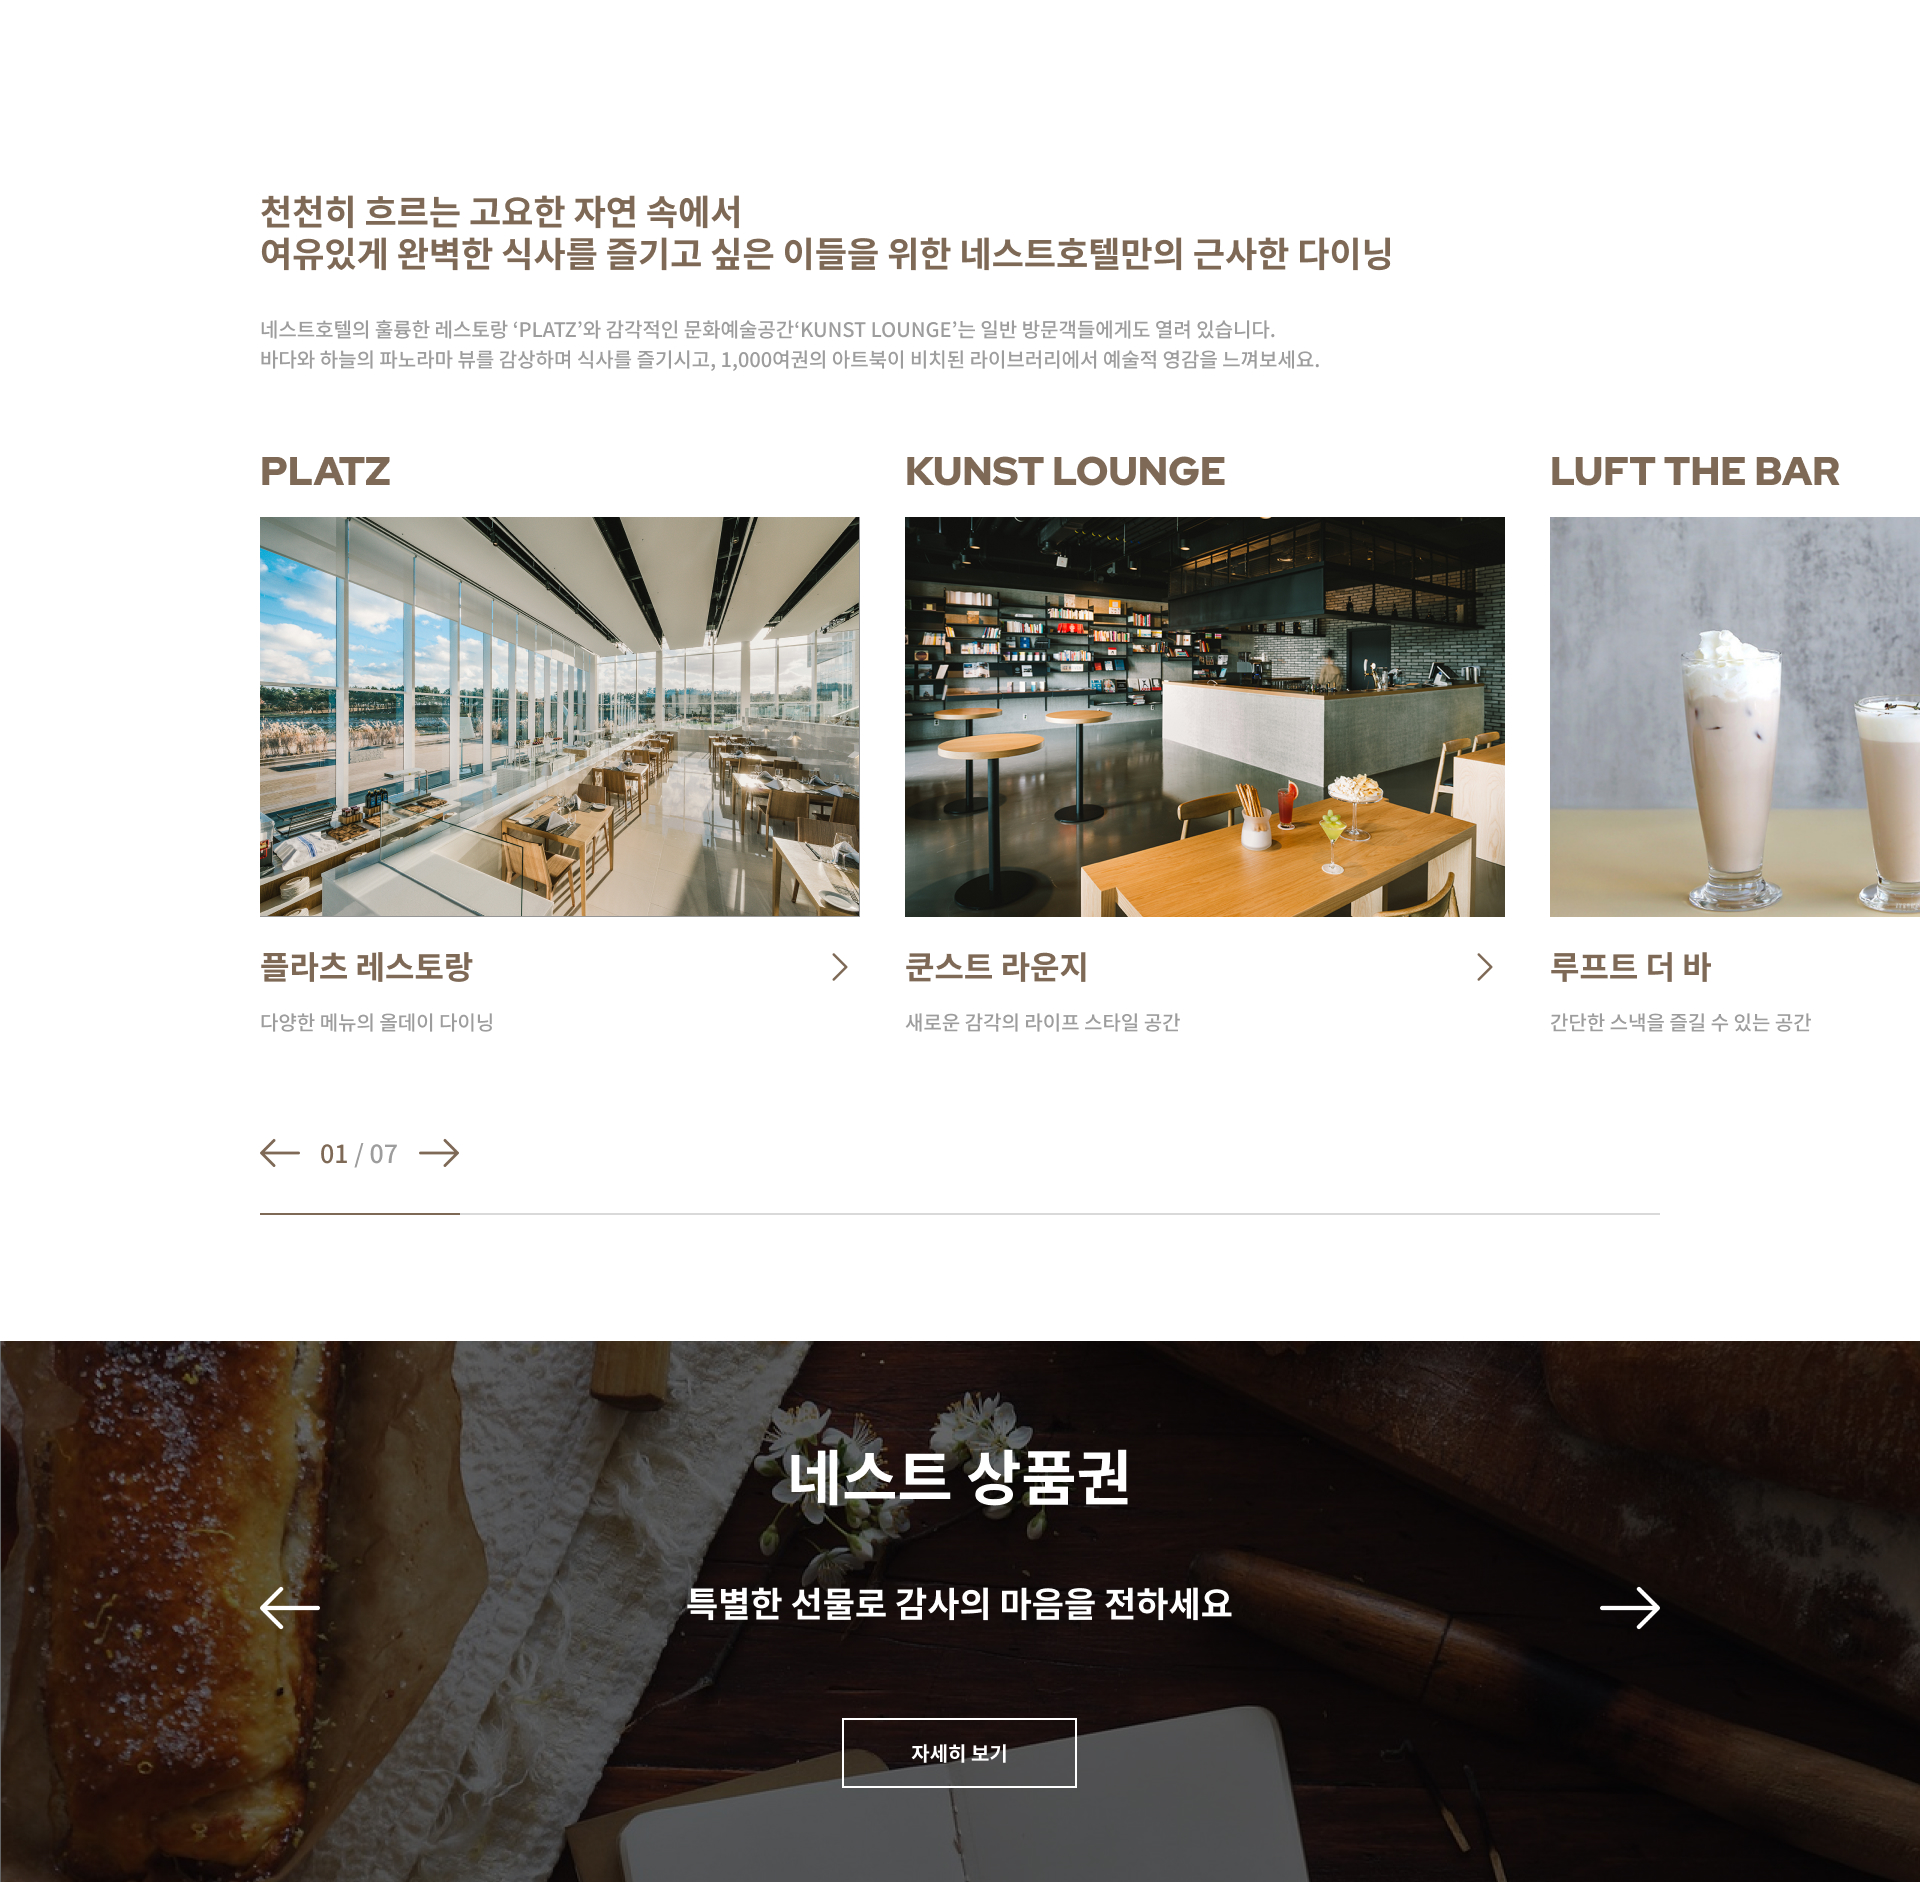 천천히 흐르는 고요한 자연 속에서
여유있게 완벽한 식사를 즐기고 싶은 이들을 위한 네스트호텔만의 근사한 다이닝
네스트호텔의 훌륭한 레스토랑 ‘PLATZ’와 감각적인 문화예술공간‘KUNST LOUNGE’는 일반 방문객들에게도 열려 있습니다.
바다와 하늘의 파노라마 뷰를 감상하며 식사를 즐기시고, 1,000여권의 아트북이 비치된 라이브러리에서 예술적 영감을 느껴보세요.
PLATZ
KUNST LOUNGE
LUFT THE BAR
플라츠 레스토랑
쿤스트 라운지
루프트 더 바
다양한 메뉴의 올데이 다이닝
새로운 감각의 라이프 스타일 공간
간단한 스낵을 즐길 수 있는 공간
01 / 07
네스트 상품권
특별한 선물로 감사의 마음을 전하세요
자세히 보기